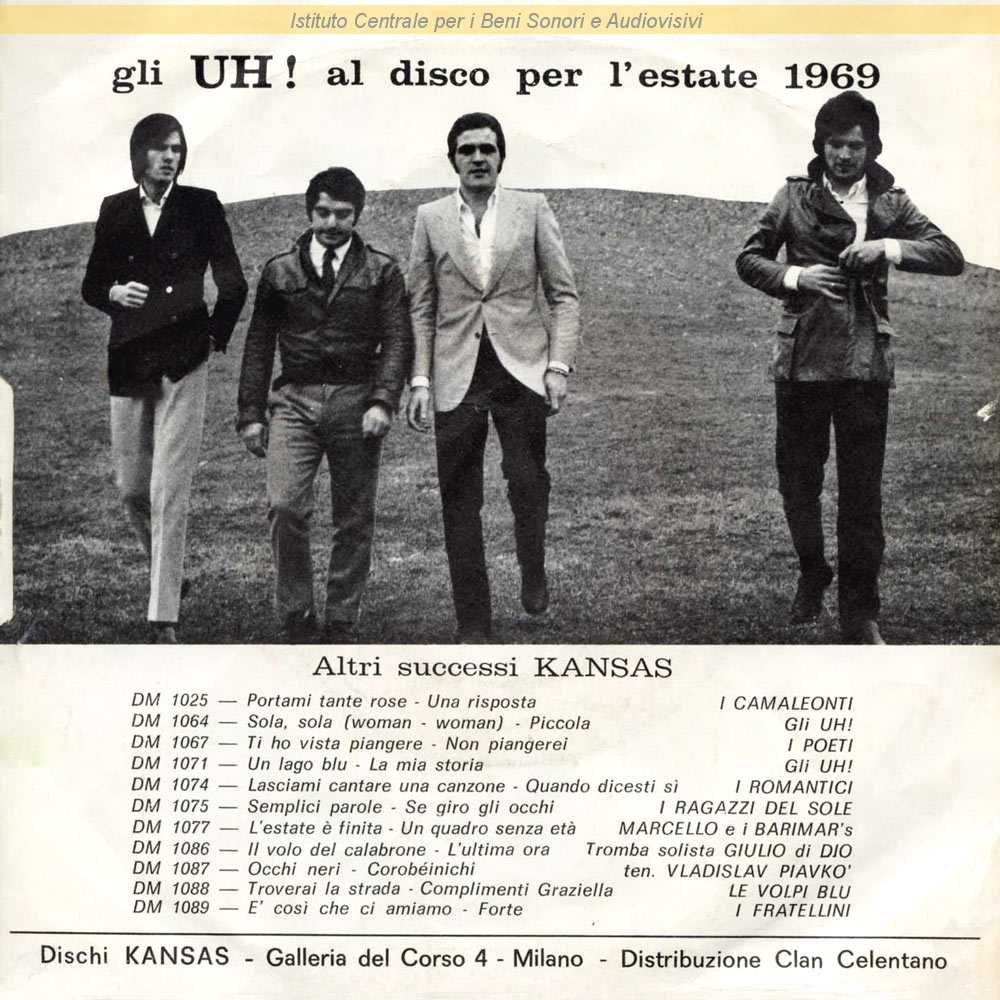 Istituto Centrale per i Beni Sonori e Audiovisivi
gli UH! al disco per l'estate 1969
Altri successi KANSAS
DM 1025 — Portami tante rose - Una risposta I CAMALEONTI
DM 1064 — Sola, sola (woman - woman) - Piccola Gli UH!
DM 1067 — Ti ho vista piangere - Non piangerei I POETI
DM 1071 — Un lago blu - La mia storia Gli UH!
DM 1074 — Lasciami cantare una canzone - Quando dicesti sì I ROMANTICI
DM 1075 — Semplici parole - Se giro gli occhi I RAGAZZI DEL SOLE
DM 1077 — L'estate è finita - Un quadro senza età MARCELLO e i BARIMAR's
DM 1086 — Il volo del calabrone - L'ultima ora Tromba solista GIULIO di DIO
DM 1087 — Occhi neri - Corobéinichi ten. VLADISLAV PIAVKO'
DM 1088 — Troverai la strada - Complimenti Graziella LE VOLPI BLU
DM 1089 — E' così che ci amiamo - Forte I FRATELLINI
Dischi KANSAS - Galleria del Corso 4 - Milano - Distribuzione Clan Celentano